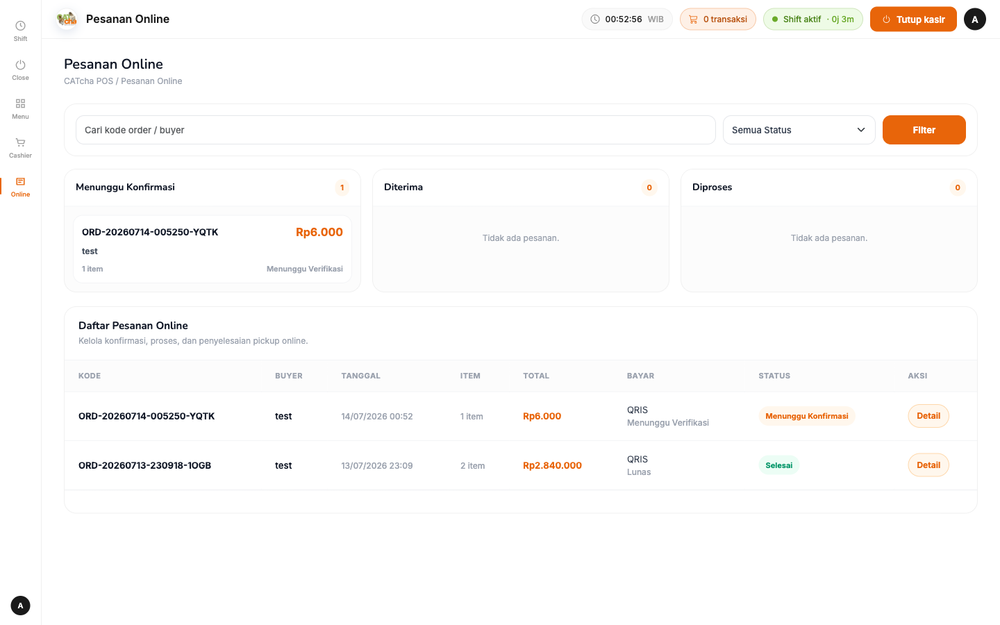 Pesanan Online
00:52:56 WIB
0 transaksi
Shift aktif · 0j 3m
Tutup kasir
A
Shift
Close
Menu
Cashier
Online
A
Pesanan Online
CATcha POS / Pesanan Online
Cari kode order / buyer
Semua Status
Filter
Menunggu Konfirmasi 1
ORD-20260714-005250-YQTK Rp6.000
test
1 item Menunggu Verifikasi
Diterima 0
Tidak ada pesanan.
Diproses 0
Tidak ada pesanan.
Daftar Pesanan Online
Kelola konfirmasi, proses, dan penyelesaian pickup online.
KODE BUYER TANGGAL ITEM TOTAL BAYAR STATUS AKSI
ORD-20260714-005250-YQTK test 14/07/2026 00:52 1 item Rp6.000 QRIS Menunggu Konfirmasi Detail
Menunggu Verifikasi
ORD-20260713-230918-1OGB test 13/07/2026 23:09 2 item Rp2.840.000 QRIS Selesai Detail
Lunas